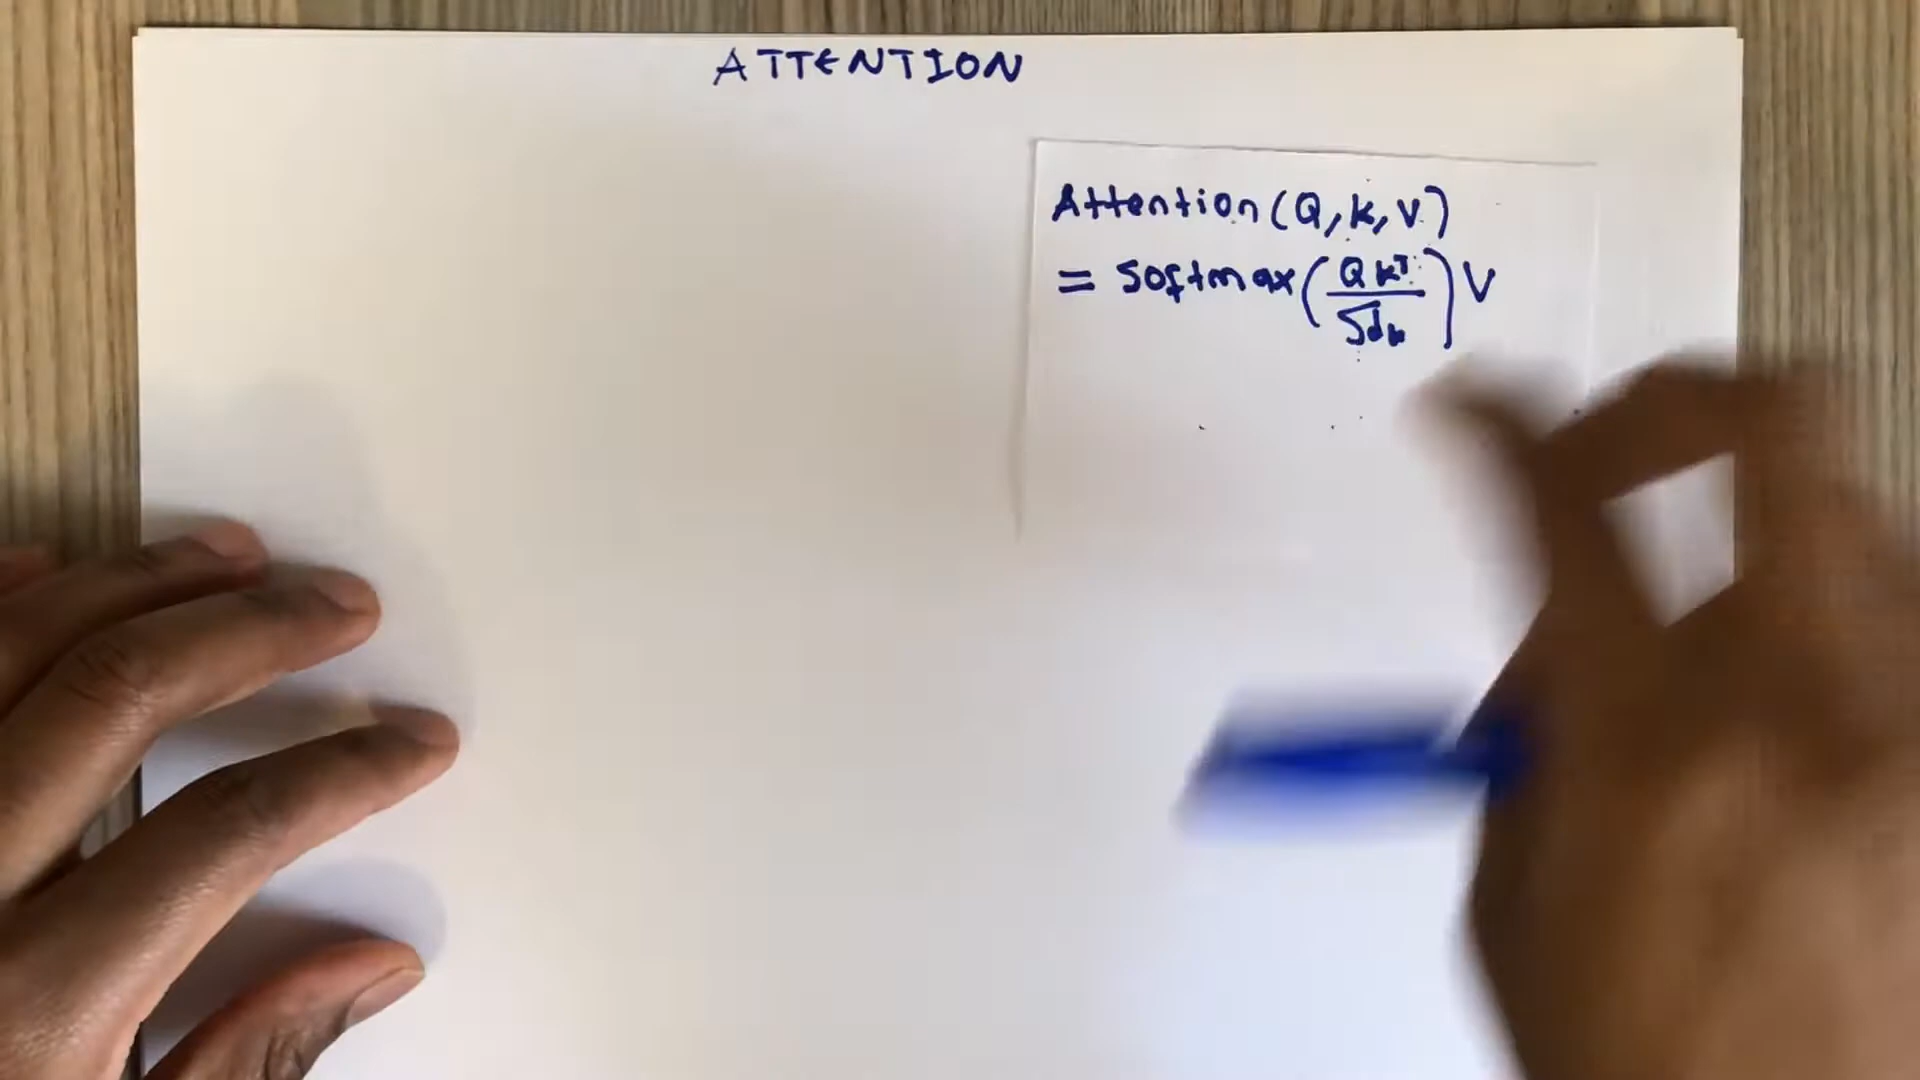 ATTENTION
Attention(Q,K,V)
= Softmax(QKᵀ/√dk)V